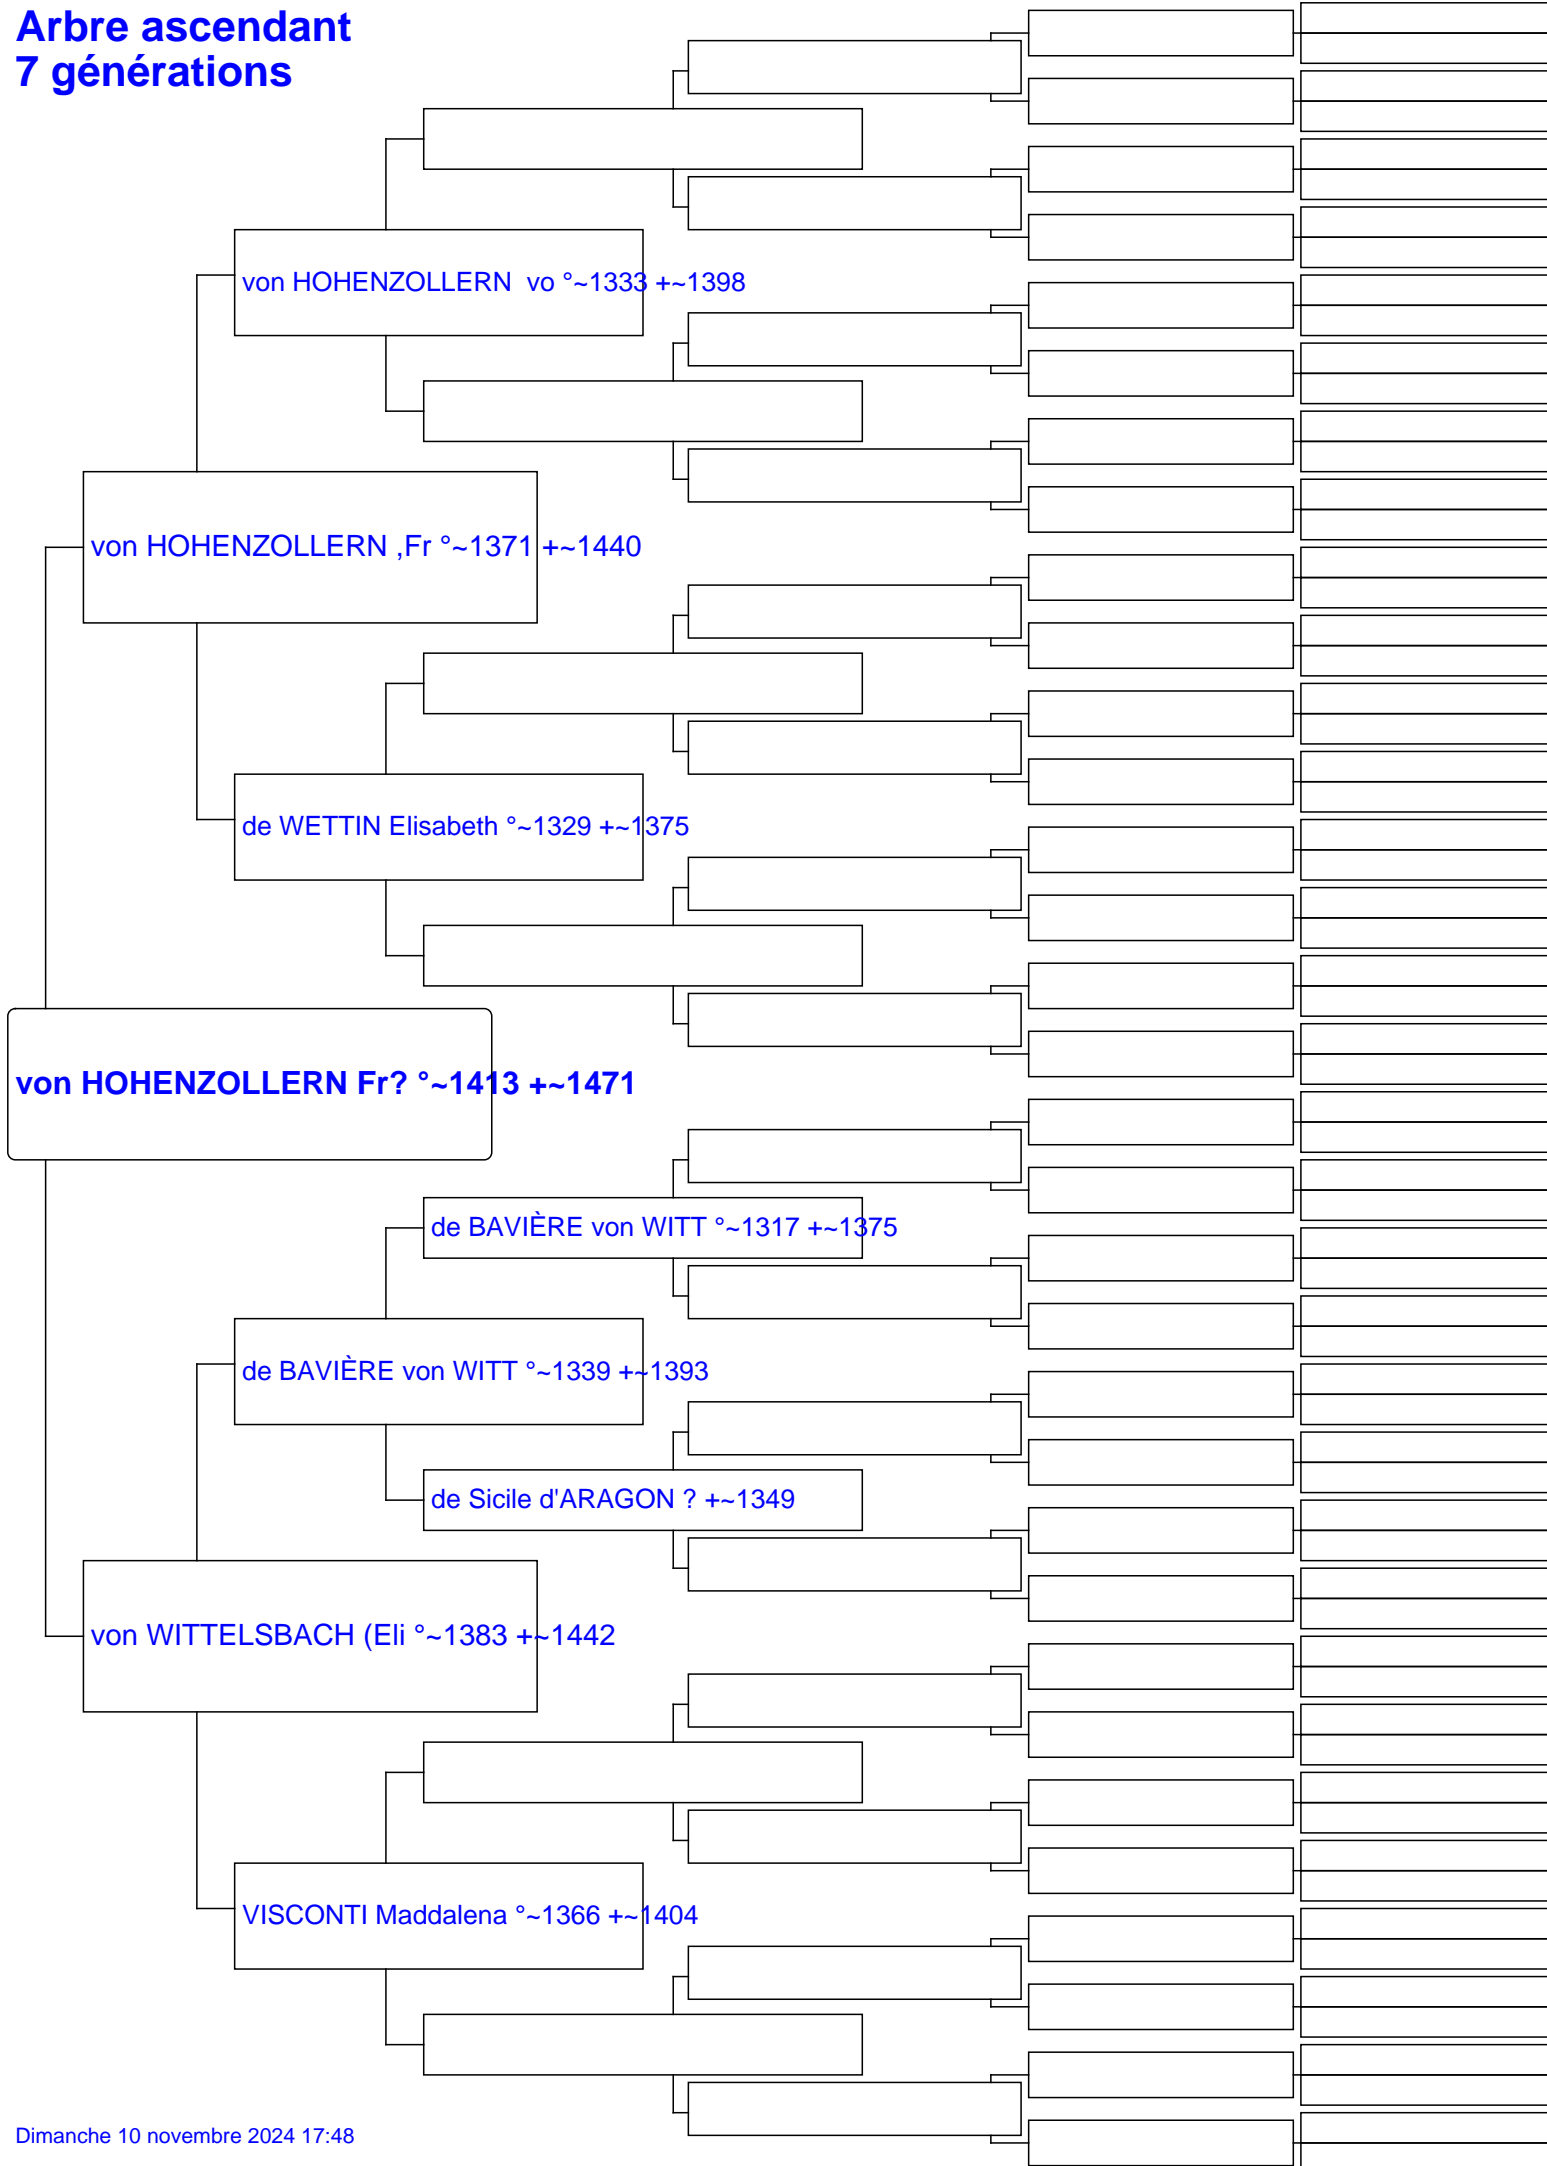 Arbre ascendant
7 générations
von HOHENZOLLERN  vo °~1333 +~1398
von HOHENZOLLERN ,Fr °~1371 +~1440
de WETTIN Elisabeth °~1329 +~1375
von HOHENZOLLERN Fr? °~1413 +~1471
de BAVIÈRE von WITT °~1317 +~1375
de BAVIÈRE von WITT °~1339 +~1393
de Sicile d'ARAGON ? +~1349
von WITTELSBACH (Eli °~1383 +~1442
VISCONTI Maddalena °~1366 +~1404
Dimanche 10 novembre 2024 17:48